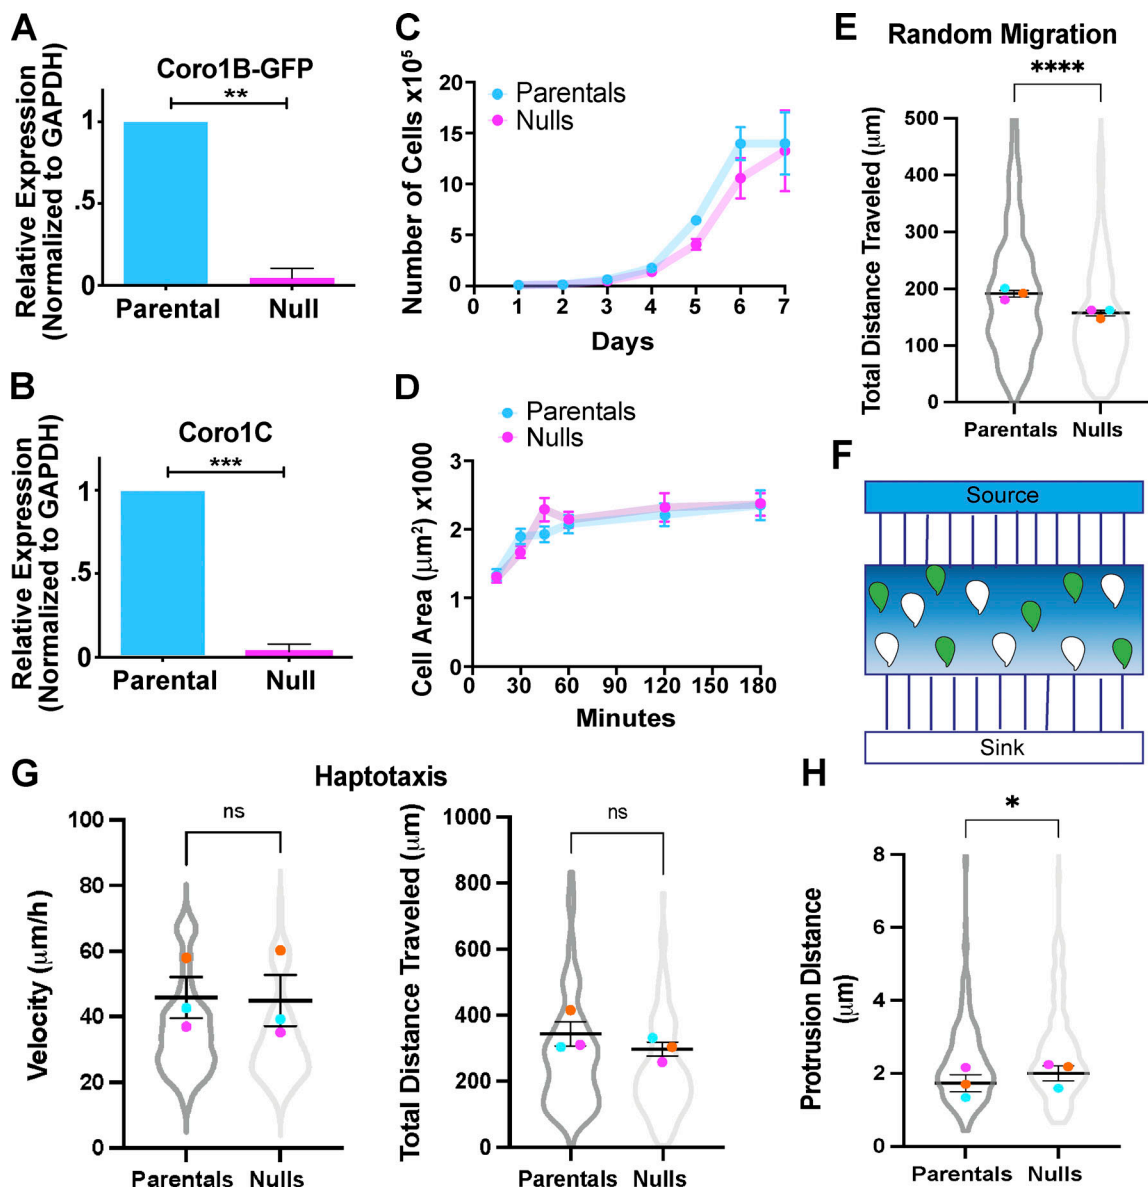 A
Coro1B-GFP
**
Relative Expression
(Normalized to GAPDH)
1
.5
0
Parental
Null
B
Coro1C
***
Relative Expression
(Normalized to GAPDH)
1
.5
0
Parental
Null
C
Parentals
Nulls
Number of Cells x10⁵
20
15
10
5
0
0 1 2 3 4 5 6 7
Days
D
Parentals
Nulls
Cell Area (μm²) x1000
3
2
1
0
0 30 60 90 120 150 180
Minutes
E
Random Migration
****
Total Distance Traveled (μm)
500
400
300
200
100
0
Parentals
Nulls
F
Source
Sink
G
Haptotaxis
ns
Velocity (μm/h)
100
80
60
40
20
0
Parentals
Nulls
ns
Total Distance Traveled (μm)
1000
800
600
400
200
0
Parentals
Nulls
H
*
Protrusion Distance
(μm)
8
6
4
2
0
Parentals
Nulls